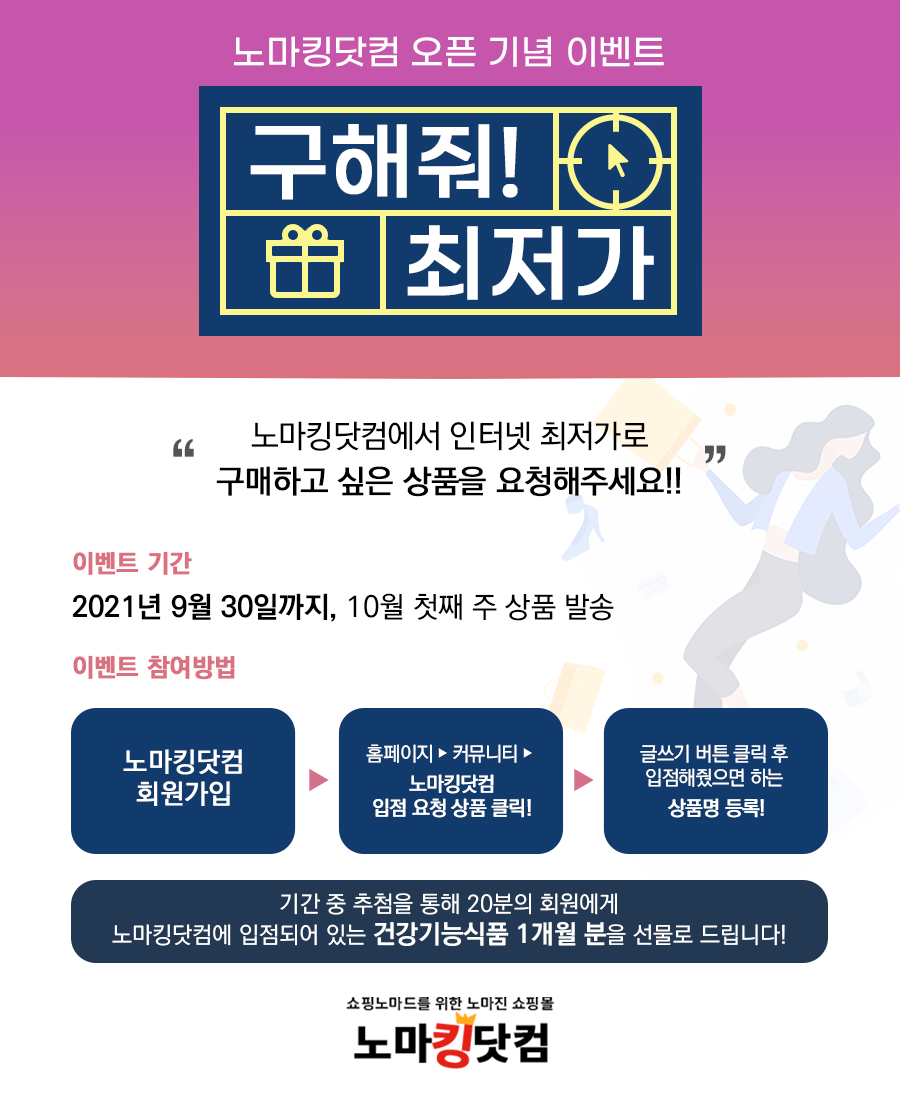 노마킹닷컴 오픈 기념 이벤트
구해줘!
최저가
“ 노마킹닷컴에서 인터넷 최저가로 ”
구매하고 싶은 상품을 요청해주세요!!
이벤트 기간
2021년 9월 30일까지, 10월 첫째 주 상품 발송
이벤트 참여방법
노마킹닷컴
회원가입
▶
홈페이지 ▶ 커뮤니티 ▶
노마킹닷컴
입점 요청 상품 클릭!
▶
글쓰기 버튼 클릭 후
입점해줬으면 하는
상품명 등록!
기간 중 추첨을 통해 20분의 회원에게
노마킹닷컴에 입점되어 있는 건강기능식품 1개월 분을 선물로 드립니다!
쇼핑노마드를 위한 노마진 쇼핑몰
노마킹닷컴